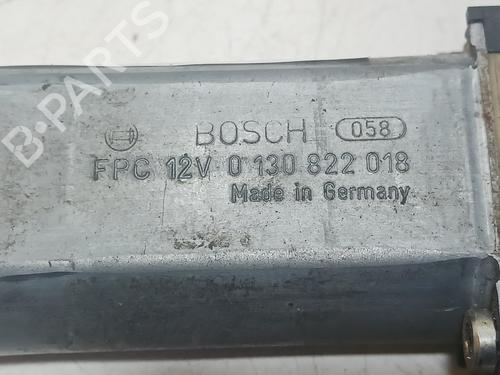 B-PARTS
BOSCH 058
FPC 12V 0 130 822 018
Made in Germany